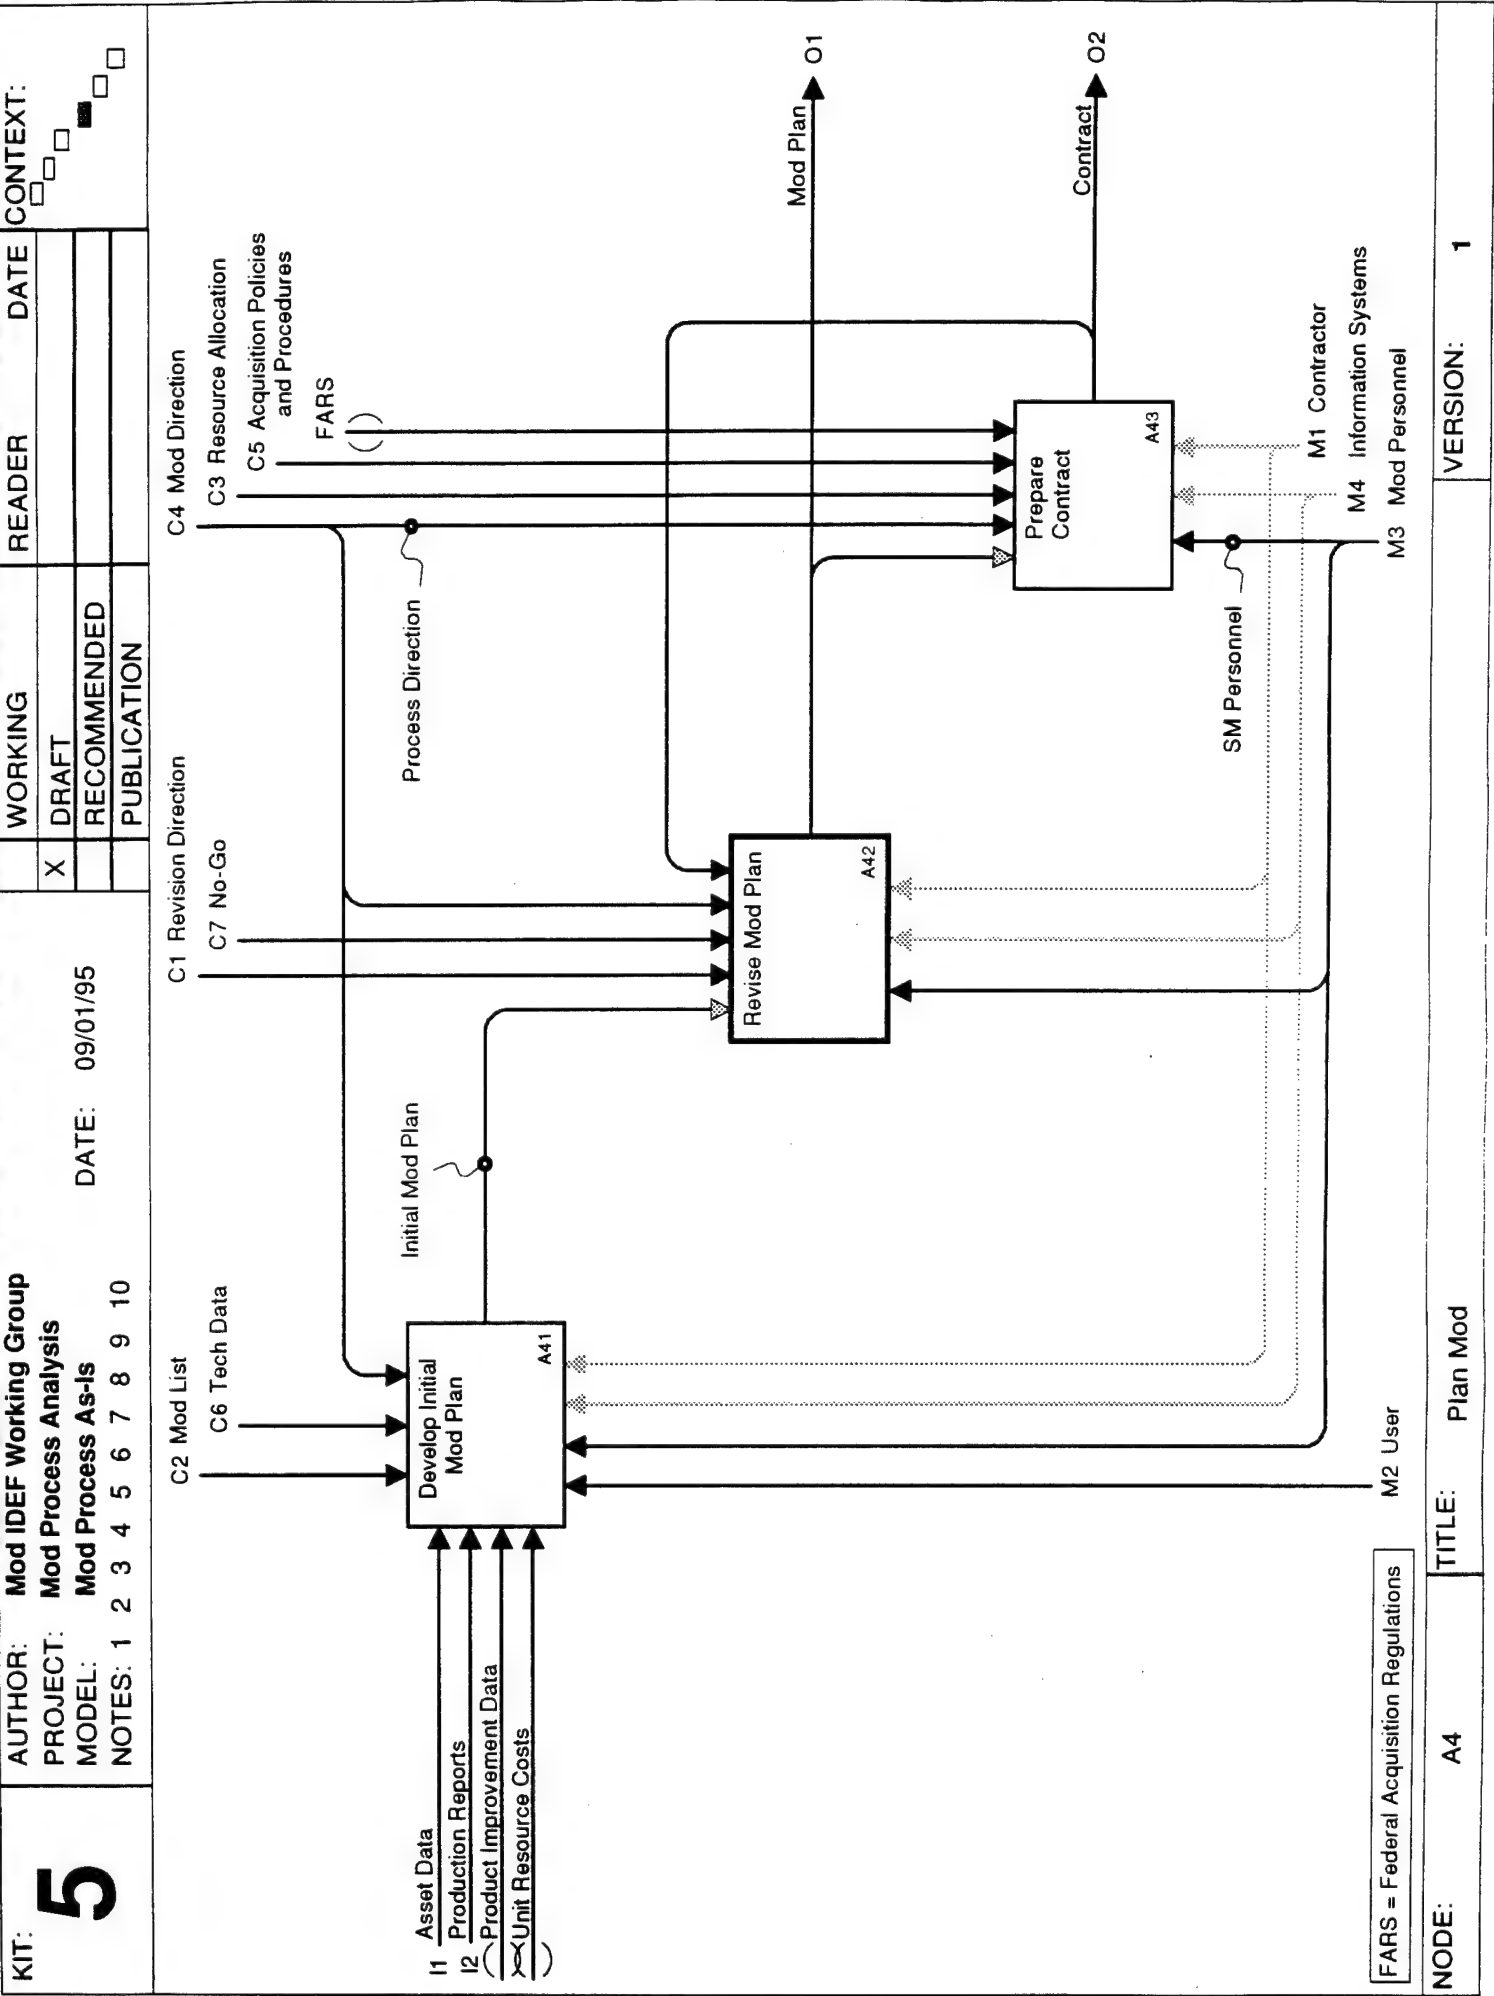 KIT:
5
AUTHOR: Mod IDEF Working Group
PROJECT: Mod Process Analysis
MODEL: Mod Process As-Is
NOTES: 1 2 3 4 5 6 7 8 9 10
DATE: 09/01/95
WORKING
X DRAFT
RECOMMENDED
PUBLICATION
READER DATE
CONTEXT:
C2 Mod List
C6 Tech Data
C1 Revision Direction
C7 No-Go
C4 Mod Direction
C3 Resource Allocation
C5 Acquisition Policies
and Procedures
FARS
Process Direction
Initial Mod Plan
I1 Asset Data
I2 Production Reports
Product Improvement Data
Unit Resource Costs
Develop Initial
Mod Plan
A41
Revise Mod Plan
A42
Prepare
Contract
A43
Mod Plan
O1
Contract
O2
SM Personnel
M2 User
M1 Contractor
M4 Information Systems
M3 Mod Personnel
FARS = Federal Acquisition Regulations
NODE: A4
TITLE: Plan Mod
VERSION: 1